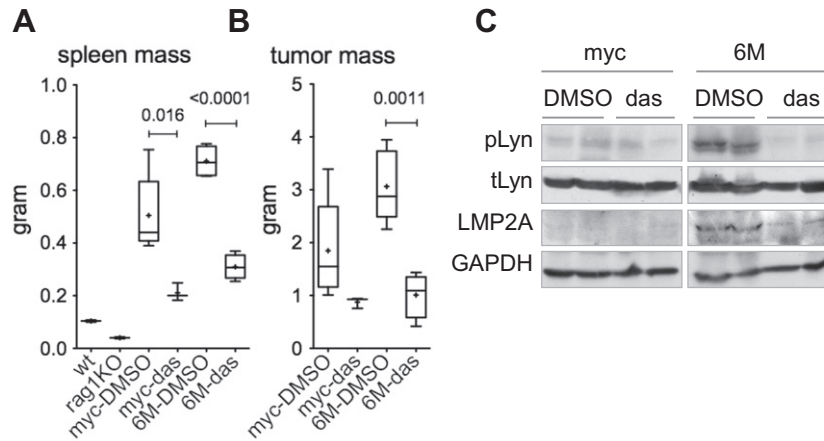 A
spleen mass
gram
1.0
0.8
0.6
0.4
0.2
0.0
0.016
<0.0001
wt
rag1KO
myc-DMSO
myc-das
6M-DMSO
6M-das
B
tumor mass
gram
5
4
3
2
1
0
0.0011
myc-DMSO
myc-das
6M-DMSO
6M-das
C
myc 6M
DMSO das DMSO das
pLyn
tLyn
LMP2A
GAPDH